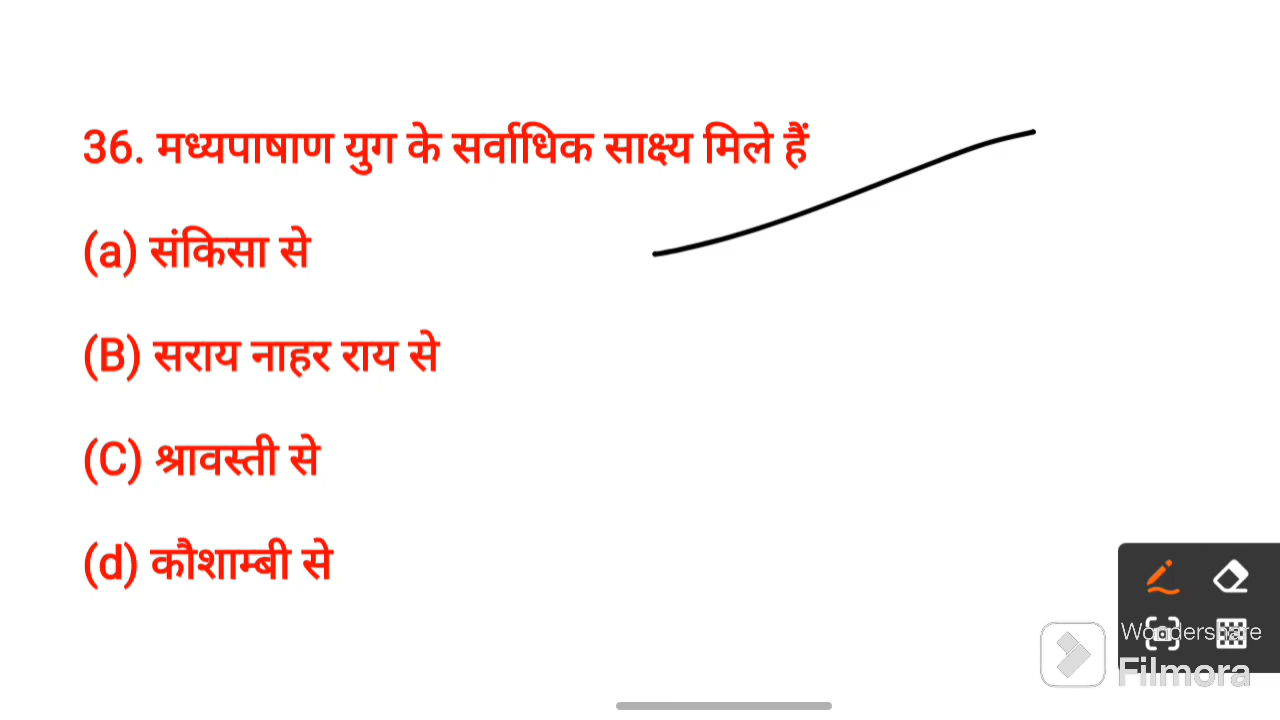 36. मध्यपाषाण युग के सर्वाधिक साक्ष्य मिले हैं
(a) संकिसा से
(B) सराय नाहर राय से
(C) श्रावस्ती से
(d) कौशाम्बी से
Wondershare
Filmora